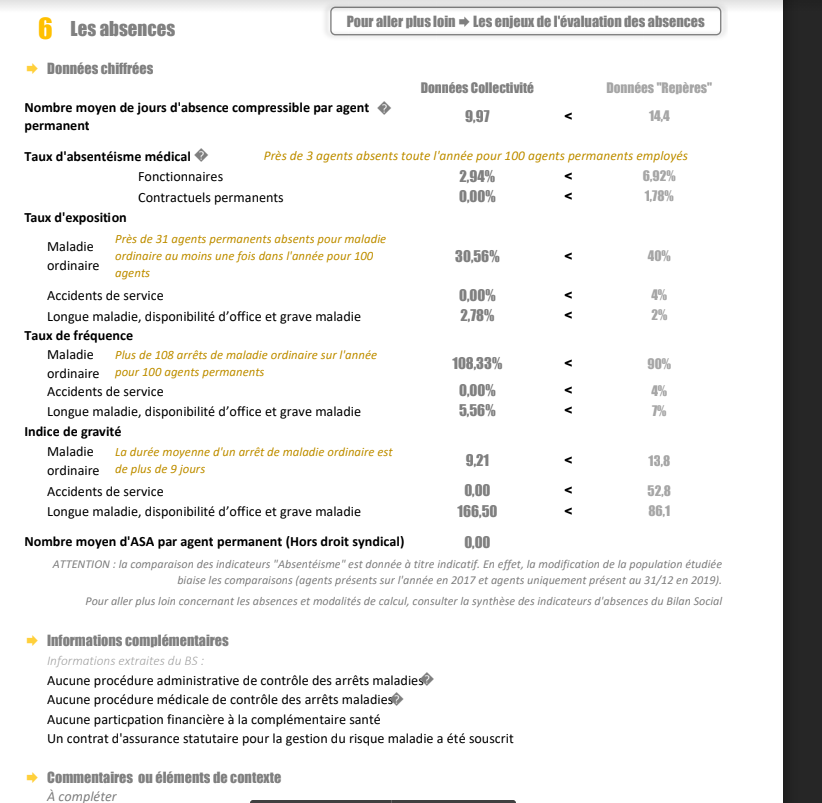 6 Les absences
Pour aller plus loin ➡ Les enjeux de l'évaluation des absences
➡ Données chiffrées
Données Collectivité Données "Repères"
Nombre moyen de jours d'absence compressible par agent �
permanent
9,97 < 14,4
Taux d'absentéisme médical � Près de 3 agents absents toute l'année pour 100 agents permanents employés
Fonctionnaires 2,94% < 6,92%
Contractuels permanents 0,00% < 1,78%
Taux d'exposition
Maladie
ordinaire
Près de 31 agents permanents absents pour maladie
ordinaire au moins une fois dans l'année pour 100
agents
30,56% < 40%
Accidents de service 0,00% < 4%
Longue maladie, disponibilité d'office et grave maladie 2,78% < 2%
Taux de fréquence
Maladie
ordinaire
Plus de 108 arrêts de maladie ordinaire sur l'année
pour 100 agents permanents
108,33% < 90%
Accidents de service 0,00% < 4%
Longue maladie, disponibilité d'office et grave maladie 5,56% < 7%
Indice de gravité
Maladie
ordinaire
La durée moyenne d'un arrêt de maladie ordinaire est
de plus de 9 jours
9,21 < 13,8
Accidents de service 0,00 < 52,8
Longue maladie, disponibilité d'office et grave maladie 166,50 < 86,1
Nombre moyen d'ASA par agent permanent (Hors droit syndical) 0,00
ATTENTION : la comparaison des indicateurs "Absentéisme" est donnée à titre indicatif. En effet, la modification de la population étudiée
biaise les comparaisons (agents présents sur l'année en 2017 et agents uniquement présent au 31/12 en 2019).
Pour aller plus loin concernant les absences et modalités de calcul, consulter la synthèse des indicateurs d'absences du Bilan Social
➡ Informations complémentaires
Informations extraites du BS :
Aucune procédure administrative de contrôle des arrêts maladies�
Aucune procédure médicale de contrôle des arrêts maladies�
Aucune particpation financière à la complémentaire santé
Un contrat d'assurance statutaire pour la gestion du risque maladie a été souscrit
➡ Commentaires ou éléments de contexte
À compléter